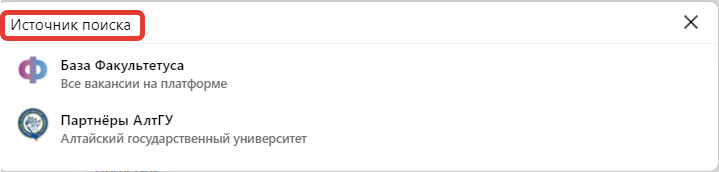 Источник поиска
База Факультетуса
Все вакансии на платформе
Партнёры АлтГУ
Алтайский государственный университет